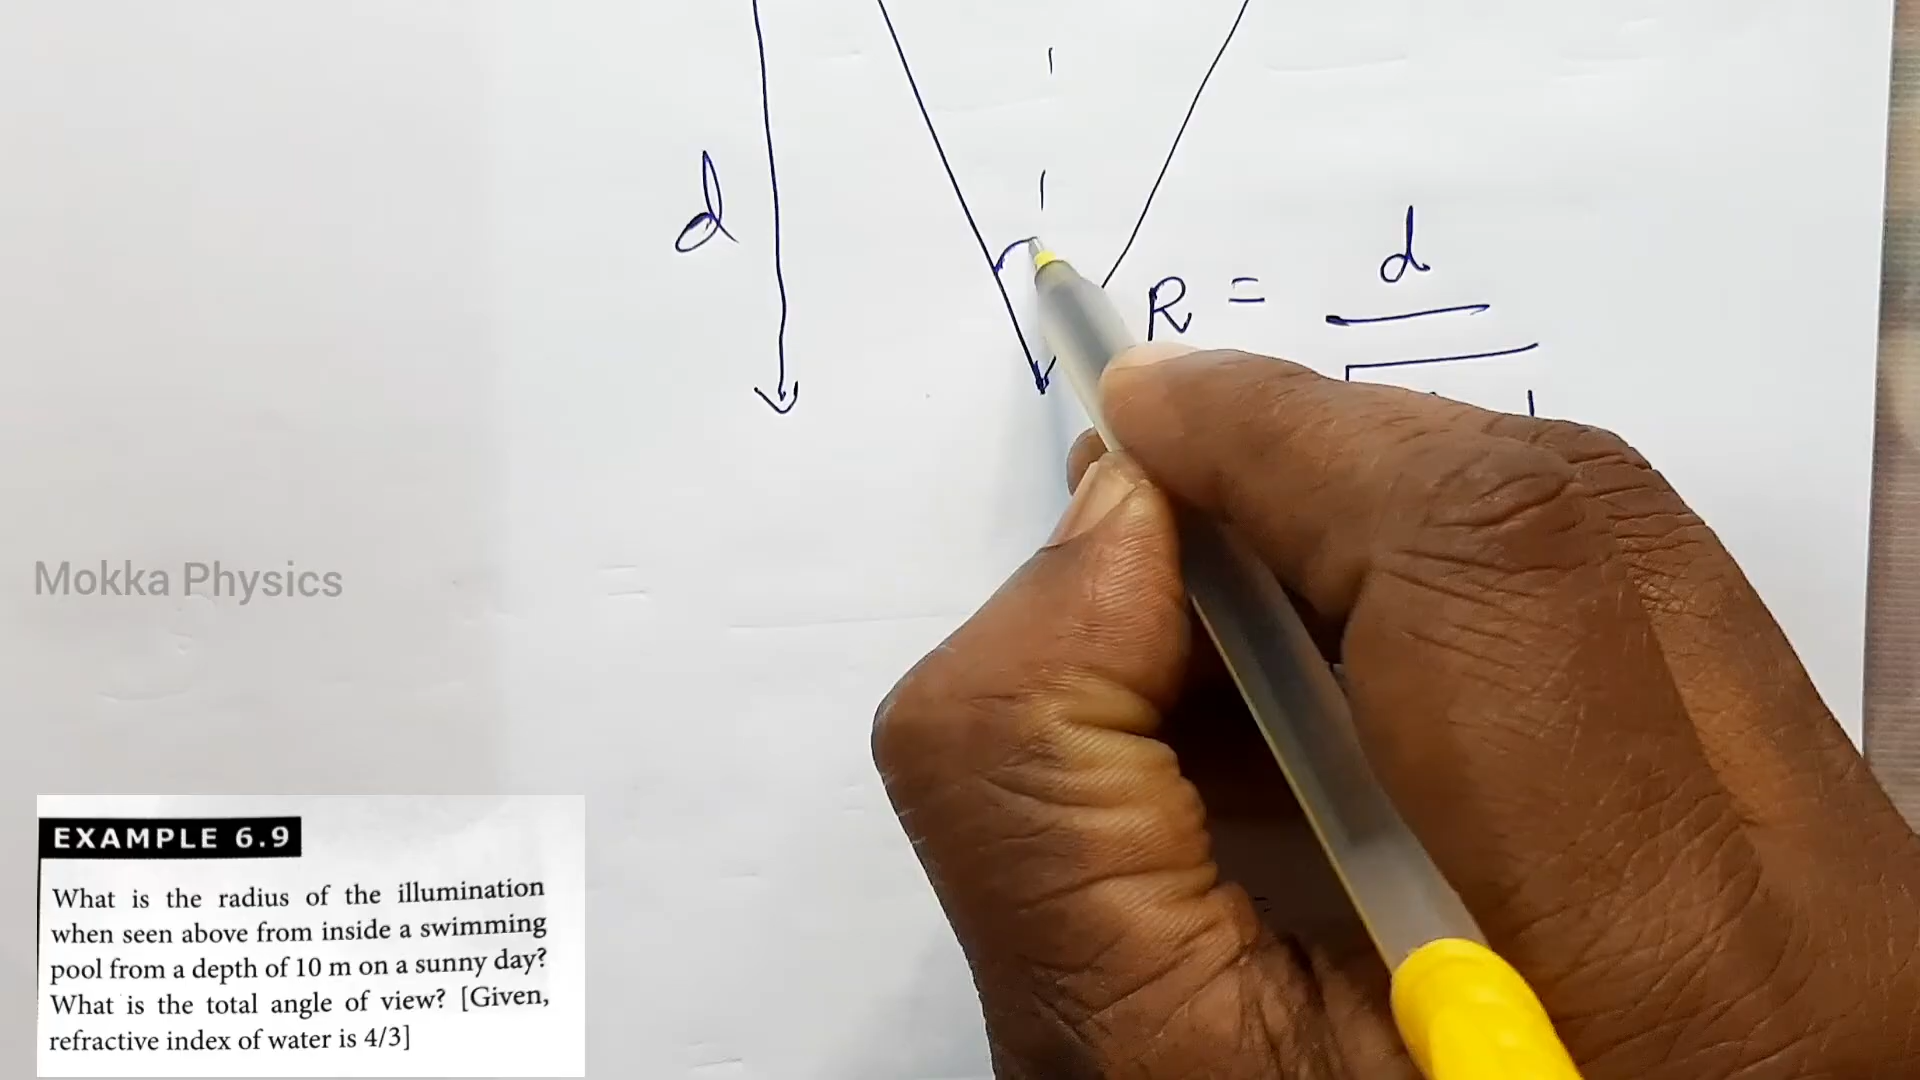 d
R = d
Mokka Physics
EXAMPLE 6.9
What is the radius of the illumination
when seen above from inside a swimming
pool from a depth of 10 m on a sunny day?
What is the total angle of view? [Given,
refractive index of water is 4/3]